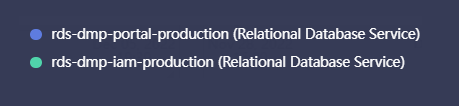 rds-dmp-portal-production (Relational Database Service)
rds-dmp-iam-production (Relational Database Service)